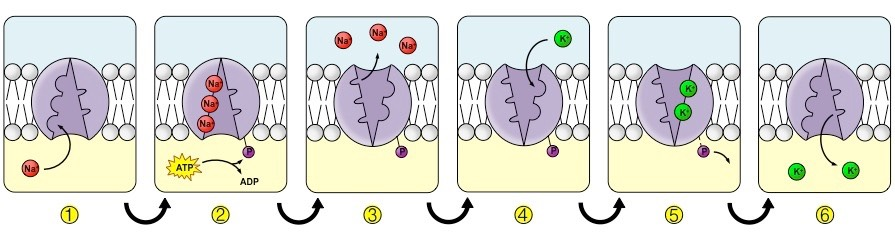 Na⁺
①
Na⁺
Na⁺
Na⁺
ATP
P
ADP
②
Na⁺
Na⁺
Na⁺
P
③
K⁺
P
④
K⁺
K⁺
P
⑤
K⁺
K⁺
⑥